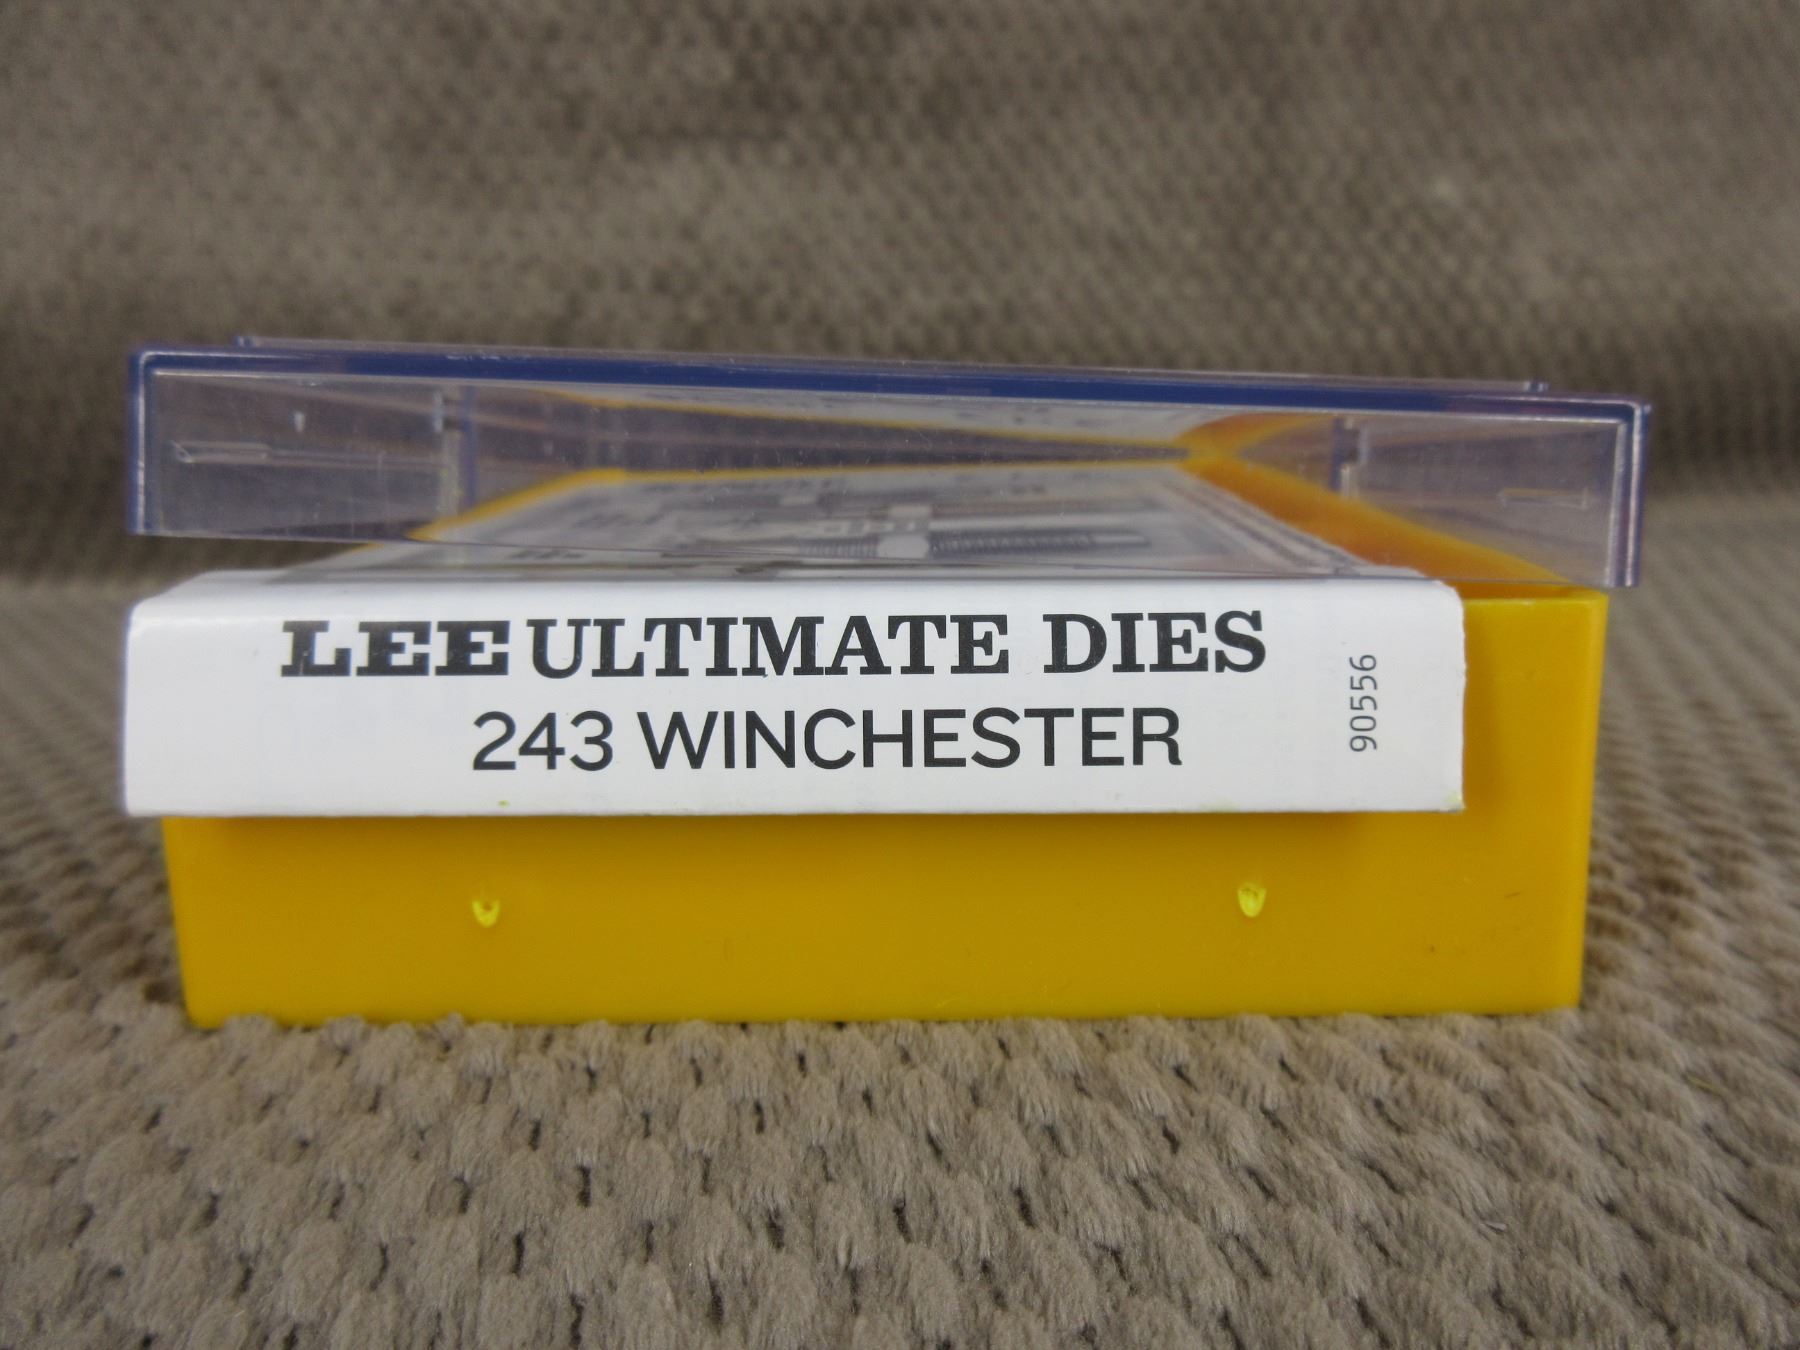 LEE ULTIMATE DIES
243 WINCHESTER
90556